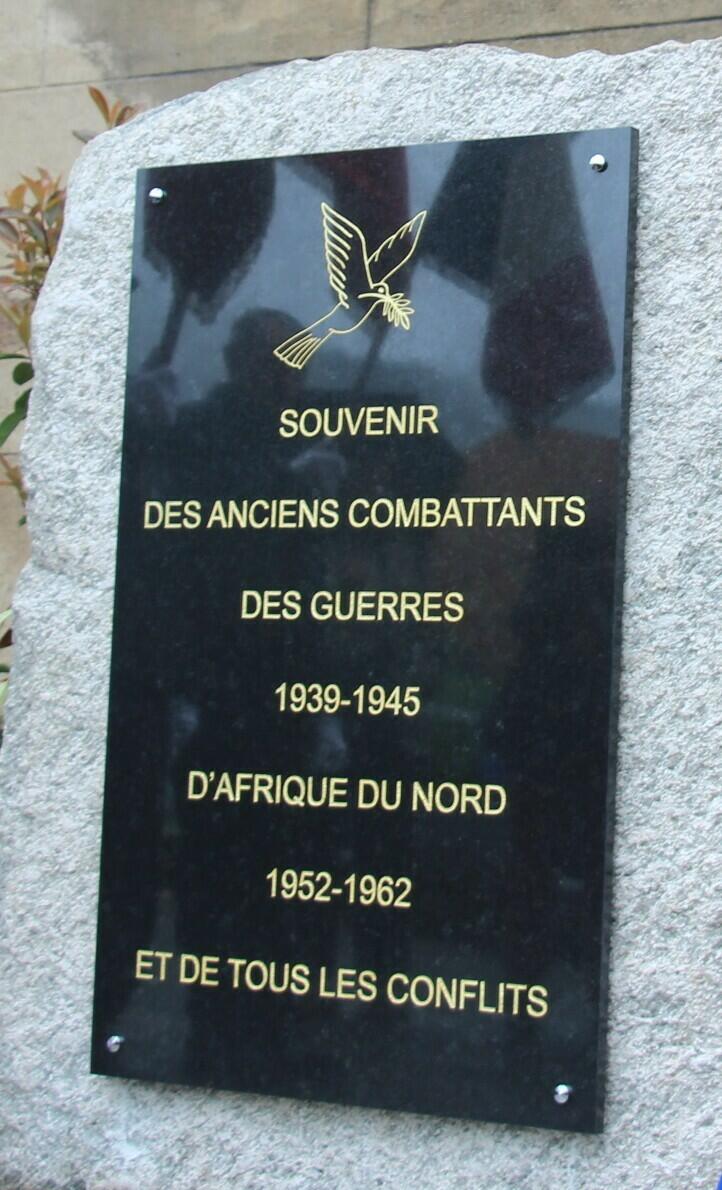 SOUVENIR
DES ANCIENS COMBATTANTS
DES GUERRES
1939-1945
D'AFRIQUE DU NORD
1952-1962
ET DE TOUS LES CONFLITS